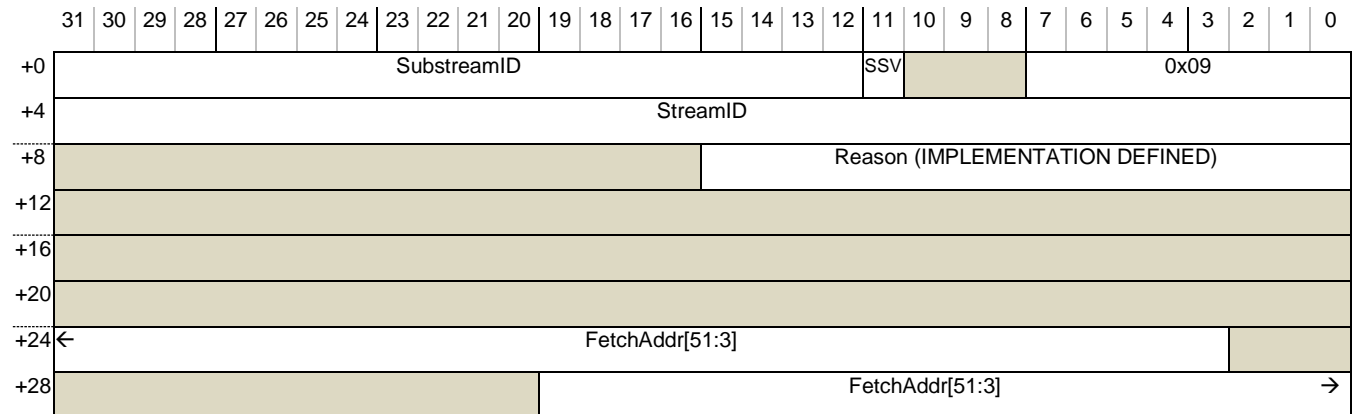 31 30 29 28 27 26 25 24 23 22 21 20 19 18 17 16 15 14 13 12 11 10 9 8 7 6 5 4 3 2 1 0
+0 SubstreamID SSV 0x09
+4 StreamID
+8 Reason (IMPLEMENTATION DEFINED)
+12
+16
+20
+24 ← FetchAddr[51:3]
+28 FetchAddr[51:3] →